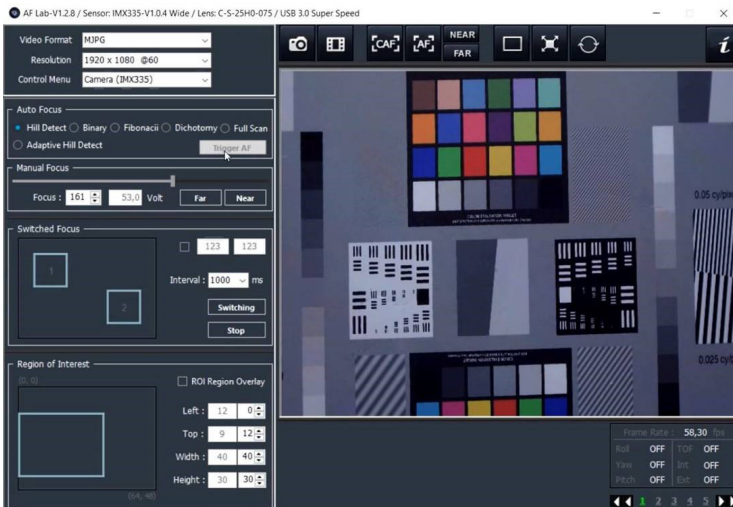 AF Lab-V1.2.8 / Sensor: IMX335-V1.0.4 Wide / Lens: C-S-25H0-075 / USB 3.0 Super Speed
Video Format MJPG
Resolution 1920 x 1080 @60
Control Menu Camera (IMX335)
[CAF] [AF] NEAR
FAR
i
Auto Focus
Hill Detect Binary Fibonacii Dichotomy Full Scan
Adaptive Hill Detect Trigger AF
Manual Focus
Focus : 161 53,0 Volt Far Near
Switched Focus
123 123
1
2
Interval : 1000 ms
Switching
Stop
Region of Interest
(0, 0)
ROI Region Overlay
Left : 12 0
Top : 9 12
Width : 40 40
Height : 30 30
(64, 48)
0.05
0.025
Frame Rate : 58,30 fps
Roll OFF TOF OFF
Yaw OFF Int OFF
Pitch OFF Ext OFF
1 2 3 4 5